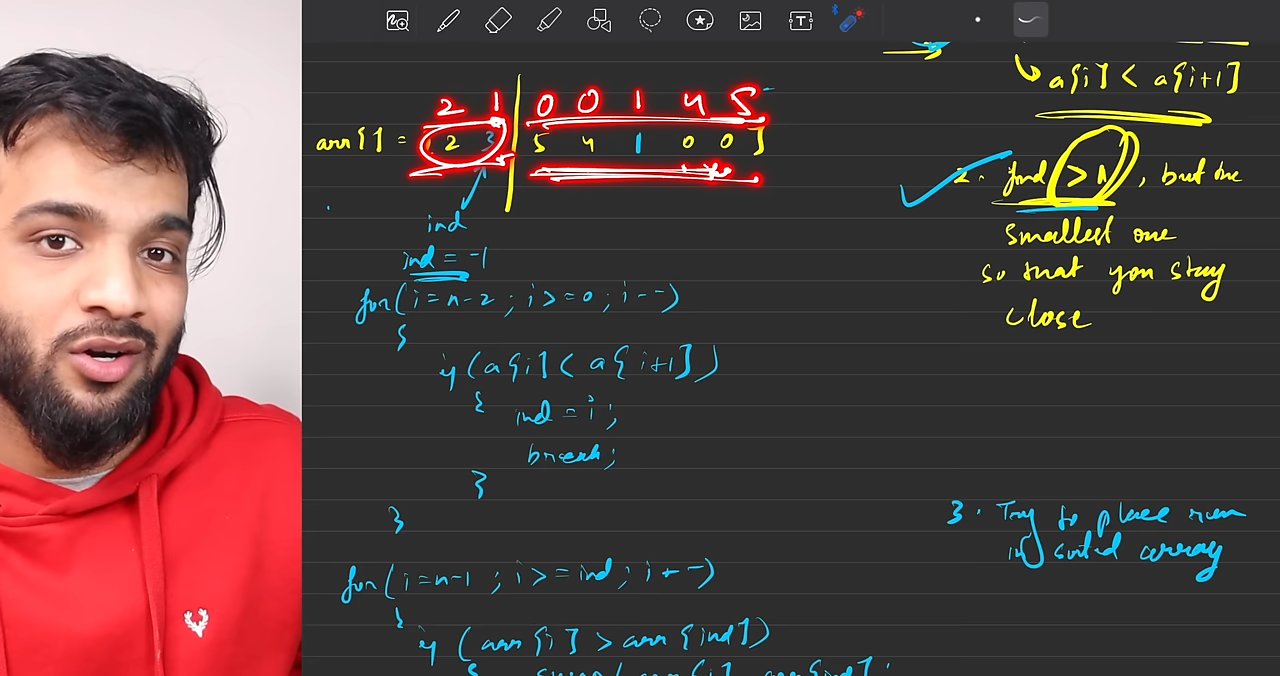 a[i] < a[i+1]
2 1 0 0 1 4 5
arr[] = 2 3 5 4 1 0 0]
2. find > 1, but the
smallest one
so that you stay
close
ind
ind = -1
for(i=n-2; i>=0; i--)
{
if (a[i] < a[i+1])
{ ind = i;
break;
}
}
3. Try to place rem
in sorted array
for(i=n-1; i>=ind; i--)
{
if (arr[i] > arr[ind])
{